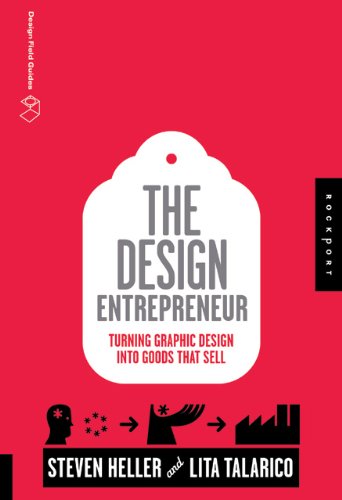 Design Field Guides
ROCKPORT
THE
DESIGN
ENTREPRENEUR
TURNING GRAPHIC DESIGN
INTO GOODS THAT SELL
STEVEN HELLER and LITA TALARICO